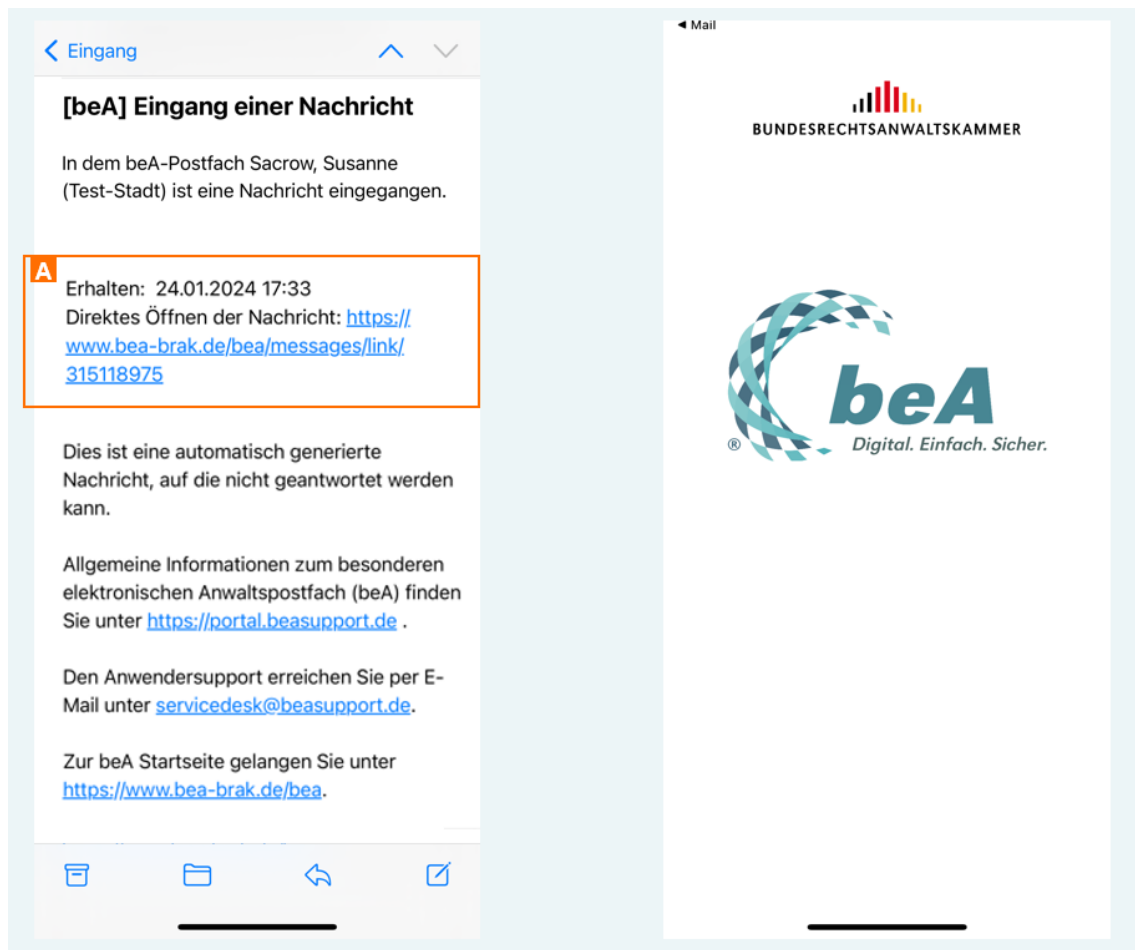 Eingang
[beA] Eingang einer Nachricht
In dem beA-Postfach Sacrow, Susanne
(Test-Stadt) ist eine Nachricht eingegangen.
A
Erhalten: 24.01.2024 17:33
Direktes Öffnen der Nachricht: https://
www.bea-brak.de/bea/messages/link/
315118975
Dies ist eine automatisch generierte
Nachricht, auf die nicht geantwortet werden
kann.
Allgemeine Informationen zum besonderen
elektronischen Anwaltspostfach (beA) finden
Sie unter https://portal.beasupport.de .
Den Anwendersupport erreichen Sie per E-
Mail unter servicedesk@beasupport.de.
Zur beA Startseite gelangen Sie unter
https://www.bea-brak.de/bea.
◀ Mail
BUNDESRECHTSANWALTSKAMMER
beA
® Digital. Einfach. Sicher.